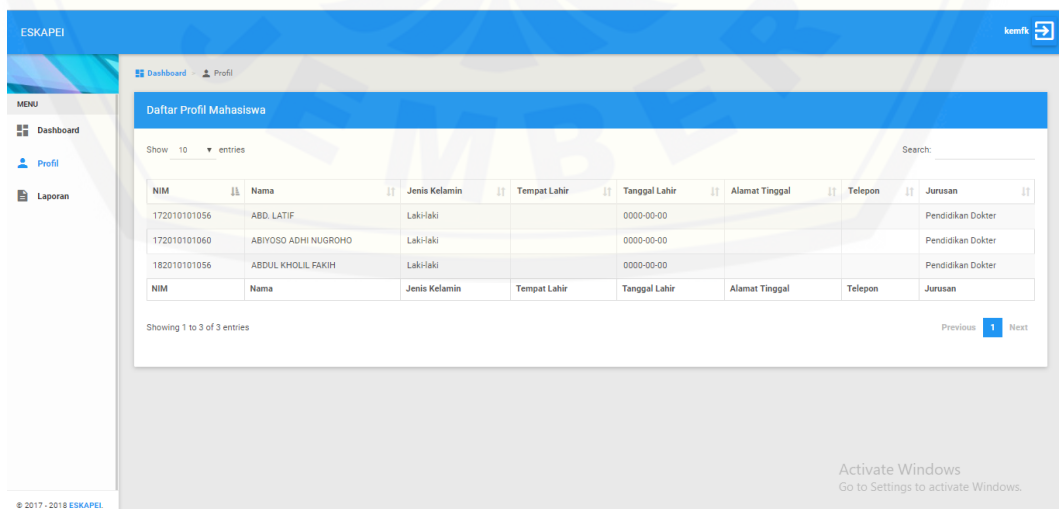 ESKAPEI kemfk
Dashboard Profil
MENU
Daftar Profil Mahasiswa
Dashboard
Show 10 entries Search:
Profil
NIM Nama Jenis Kelamin Tempat Lahir Tanggal Lahir Alamat Tinggal Telepon Jurusan
Laporan
172010101056 ABD. LATIF Laki-laki 0000-00-00 Pendidikan Dokter
172010101060 ABIYOSO ADHI NUGROHO Laki-laki 0000-00-00 Pendidikan Dokter
182010101056 ABDUL KHOLIL FAKIH Laki-laki 0000-00-00 Pendidikan Dokter
NIM Nama Jenis Kelamin Tempat Lahir Tanggal Lahir Alamat Tinggal Telepon Jurusan
Showing 1 to 3 of 3 entries Previous 1 Next
Activate Windows
Go to Settings to activate Windows.
© 2017 - 2018 ESKAPEI.